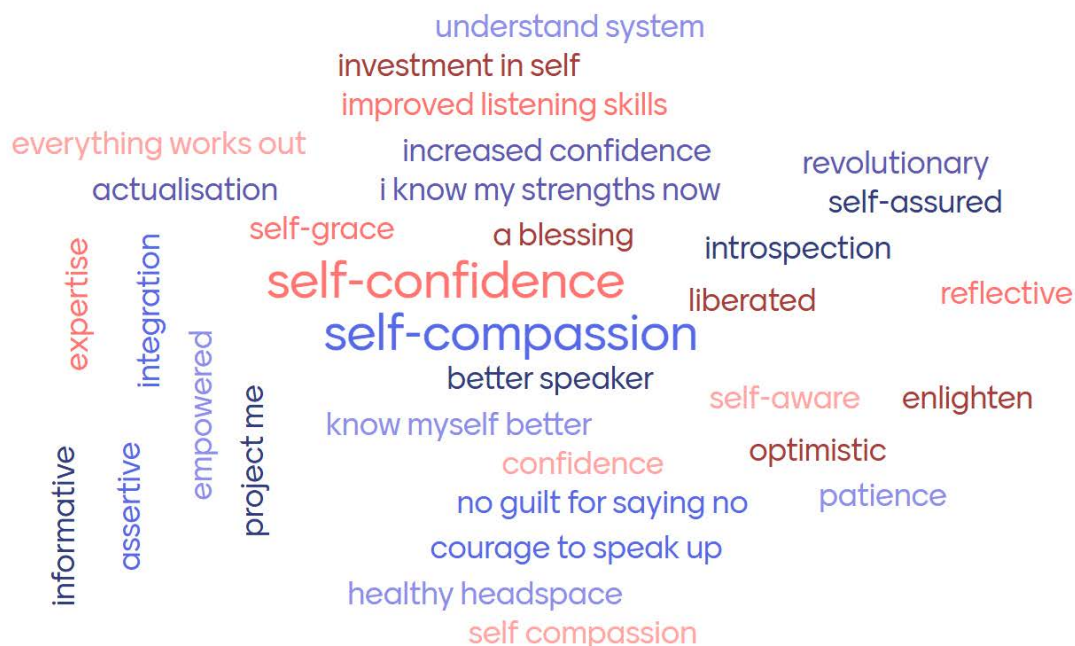 understand system
investment in self
improved listening skills
everything works out
increased confidence
revolutionary
actualisation
i know my strengths now
self-assured
self-grace
a blessing
introspection
expertise
integration
self-confidence
liberated
reflective
self-compassion
empowered
project me
better speaker
self-aware
enlighten
know myself better
informative
assertive
confidence
optimistic
no guilt for saying no
patience
courage to speak up
healthy headspace
self compassion